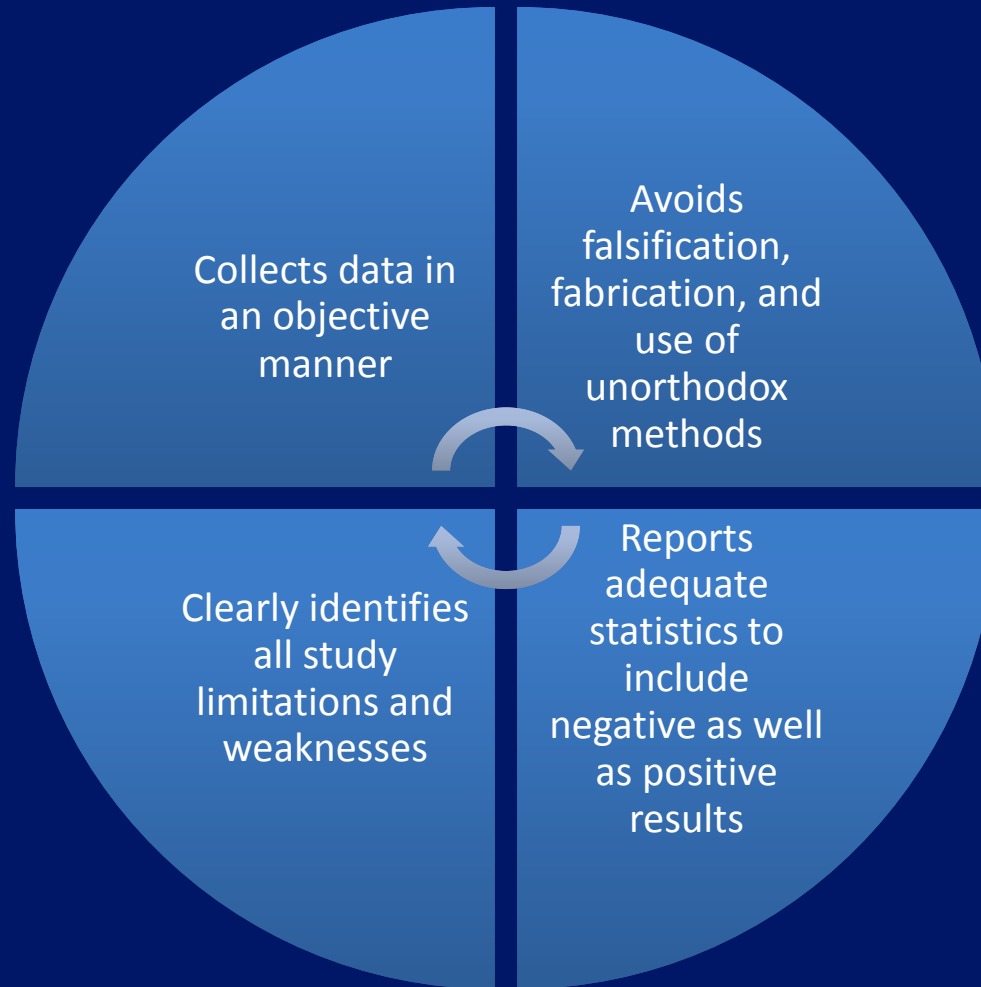 Collects data in
an objective
manner
Avoids
falsification,
fabrication, and
use of
unorthodox
methods
Clearly identifies
all study
limitations and
weaknesses
Reports
adequate
statistics to
include
negative as well
as positive
results